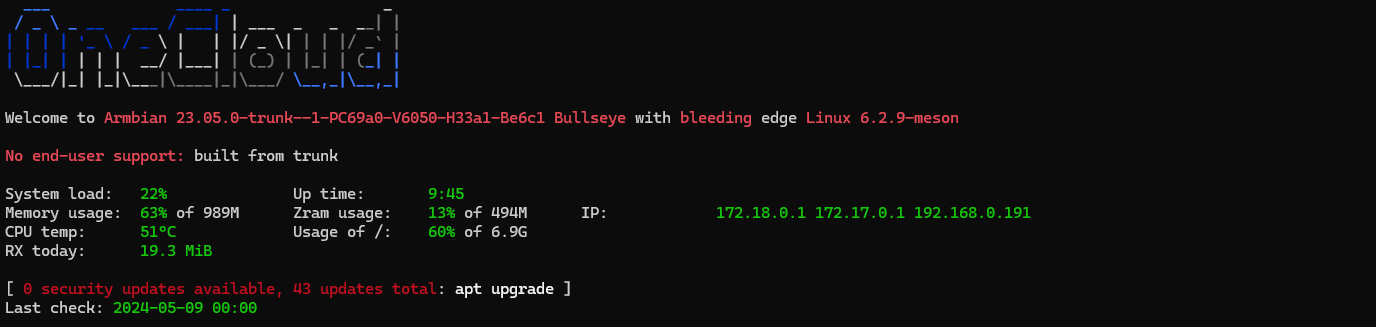 OneCloud
Welcome to Armbian 23.05.0-trunk--1-PC69a0-V6050-H33a1-Be6c1 Bullseye with bleeding edge Linux 6.2.9-meson
No end-user support: built from trunk
System load: 22% Up time: 9:45
Memory usage: 63% of 989M Zram usage: 13% of 494M IP: 172.18.0.1 172.17.0.1 192.168.0.191
CPU temp: 51°C Usage of /: 60% of 6.9G
RX today: 19.3 MiB
[ 0 security updates available, 43 updates total: apt upgrade ]
Last check: 2024-05-09 00:00